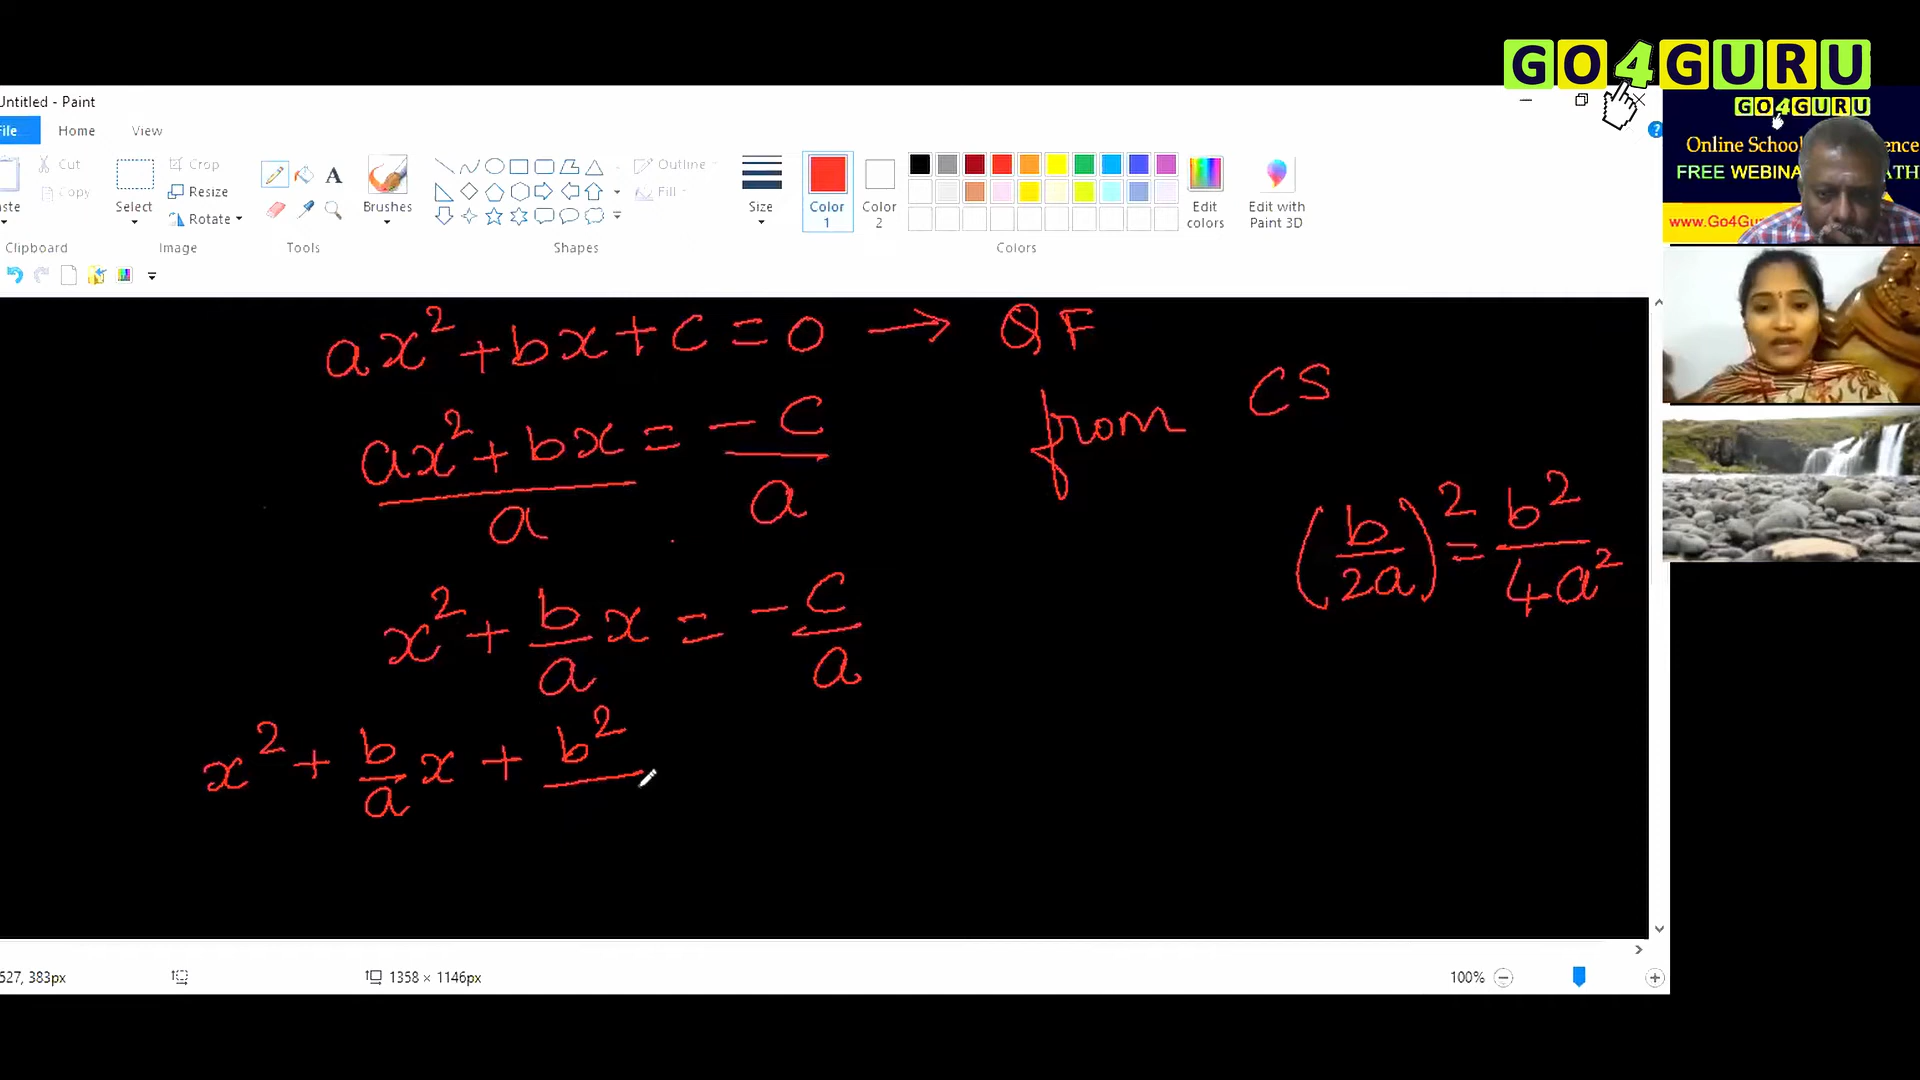 GO4GURU
Untitled - Paint
GO4GURU
File Home View
Online School
FREE WEBINA
www.Go4Gu
Cut
Copy
Select
Crop
Resize
Rotate
Brushes
Outline
Fill
Size
Color 1
Color 2
Edit colors
Edit with Paint 3D
Clipboard Image Tools Shapes Colors
ax² + bx + c = 0 → QF
from CS
(ax² + bx)/a = -c/a
(b/2a)² = b²/4a²
x² + b/a x = -c/a
x² + b/a x + b²
527, 383px 1358 × 1146px 100%